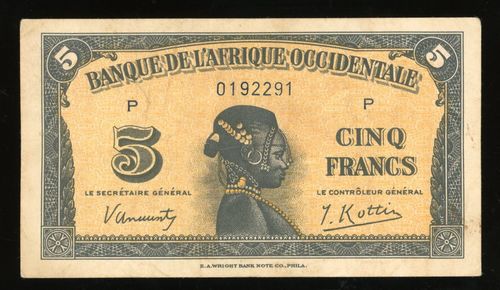 5 5
BANQUE DE L'AFRIQUE OCCIDENTALE
P 0192291 P
5 CINQ
FRANCS
LE SECRÉTAIRE GÉNÉRAL LE CONTRÔLEUR GÉNÉRAL
J. Kottin
E.A.WRIGHT BANK NOTE CO., PHILA.